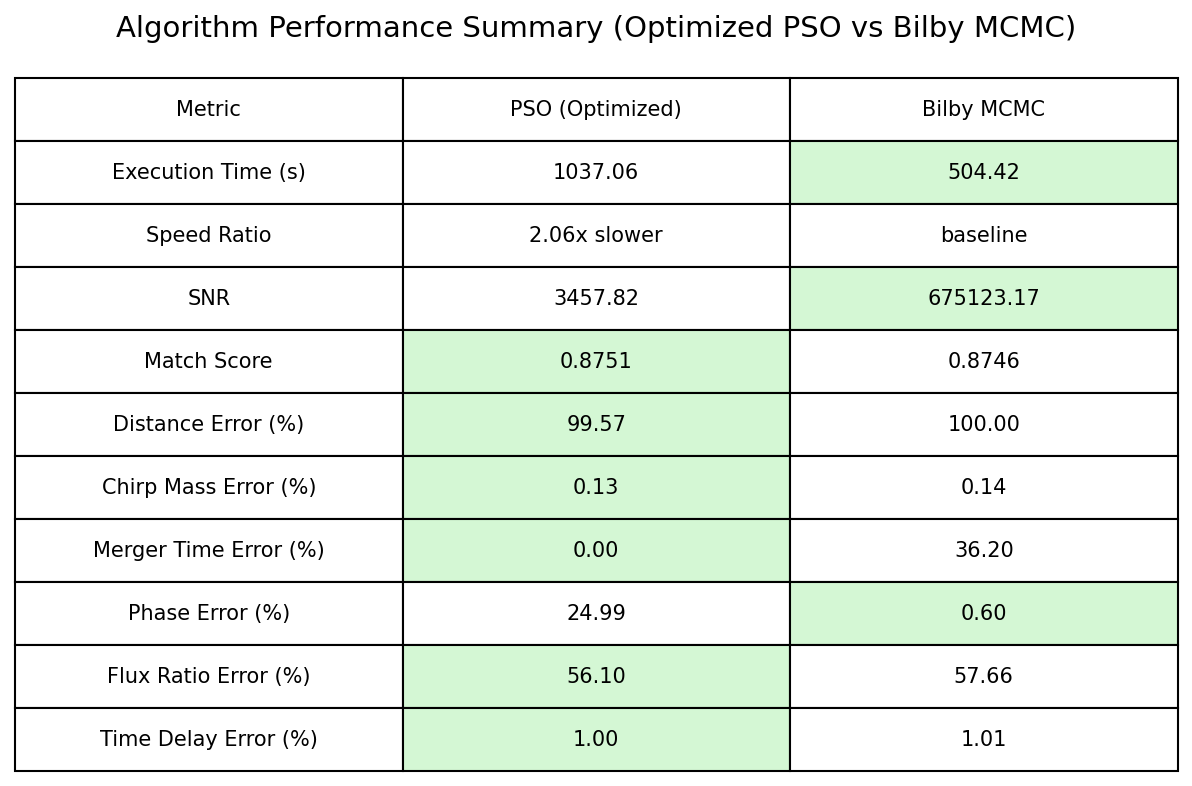 Algorithm Performance Summary (Optimized PSO vs Bilby MCMC)
Metric PSO (Optimized) Bilby MCMC
Execution Time (s) 1037.06 504.42
Speed Ratio 2.06x slower baseline
SNR 3457.82 675123.17
Match Score 0.8751 0.8746
Distance Error (%) 99.57 100.00
Chirp Mass Error (%) 0.13 0.14
Merger Time Error (%) 0.00 36.20
Phase Error (%) 24.99 0.60
Flux Ratio Error (%) 56.10 57.66
Time Delay Error (%) 1.00 1.01